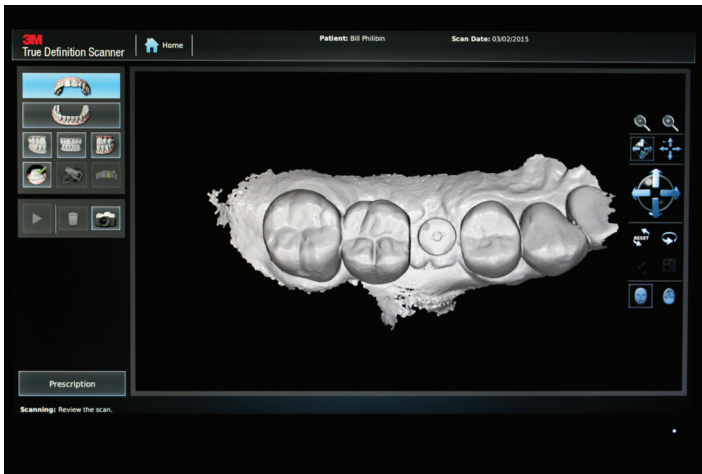 3M
True Definition Scanner
Home
Patient: Bill Philibin
Scan Date: 03/02/2015
RESET
Prescription
Scanning: Review the scan.